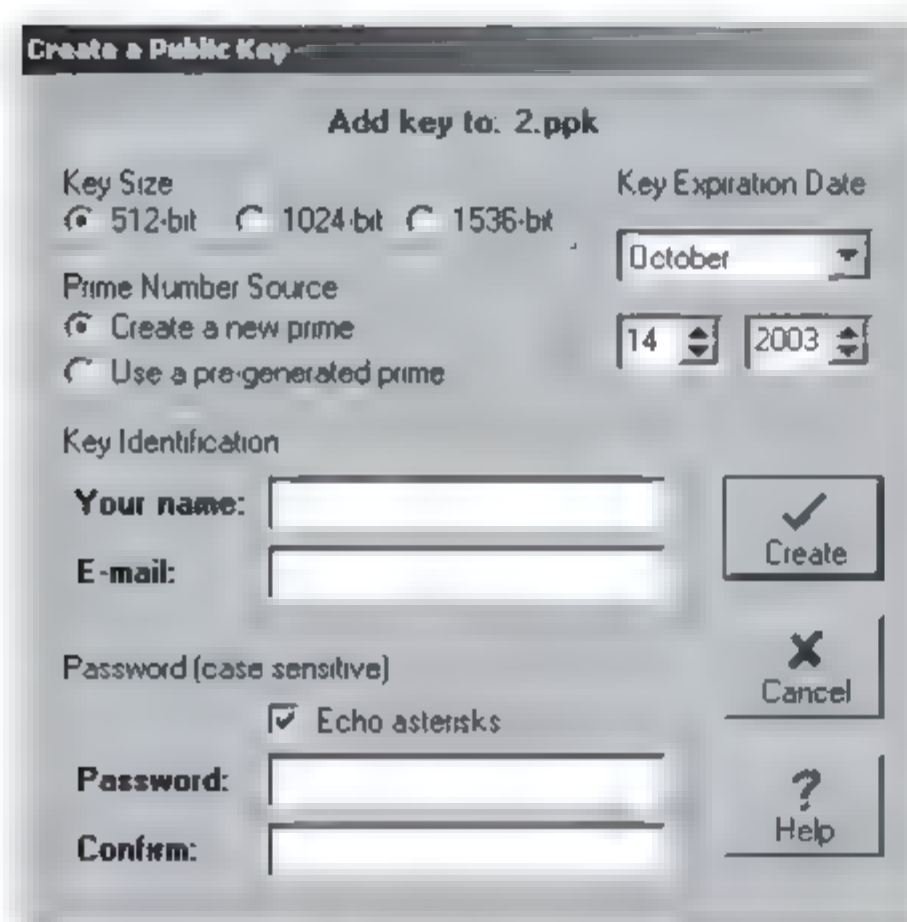 Create a Public Key
Add key to: 2.ppk
Key Size
512-bit 1024-bit 1536-bit
Prime Number Source
Create a new prime
Use a pre-generated prime
Key Expiration Date
October
14 2003
Key Identification
Your name:
E-mail:
Create
Password (case sensitive)
Echo asterisks
Password:
Confirm:
Cancel
Help